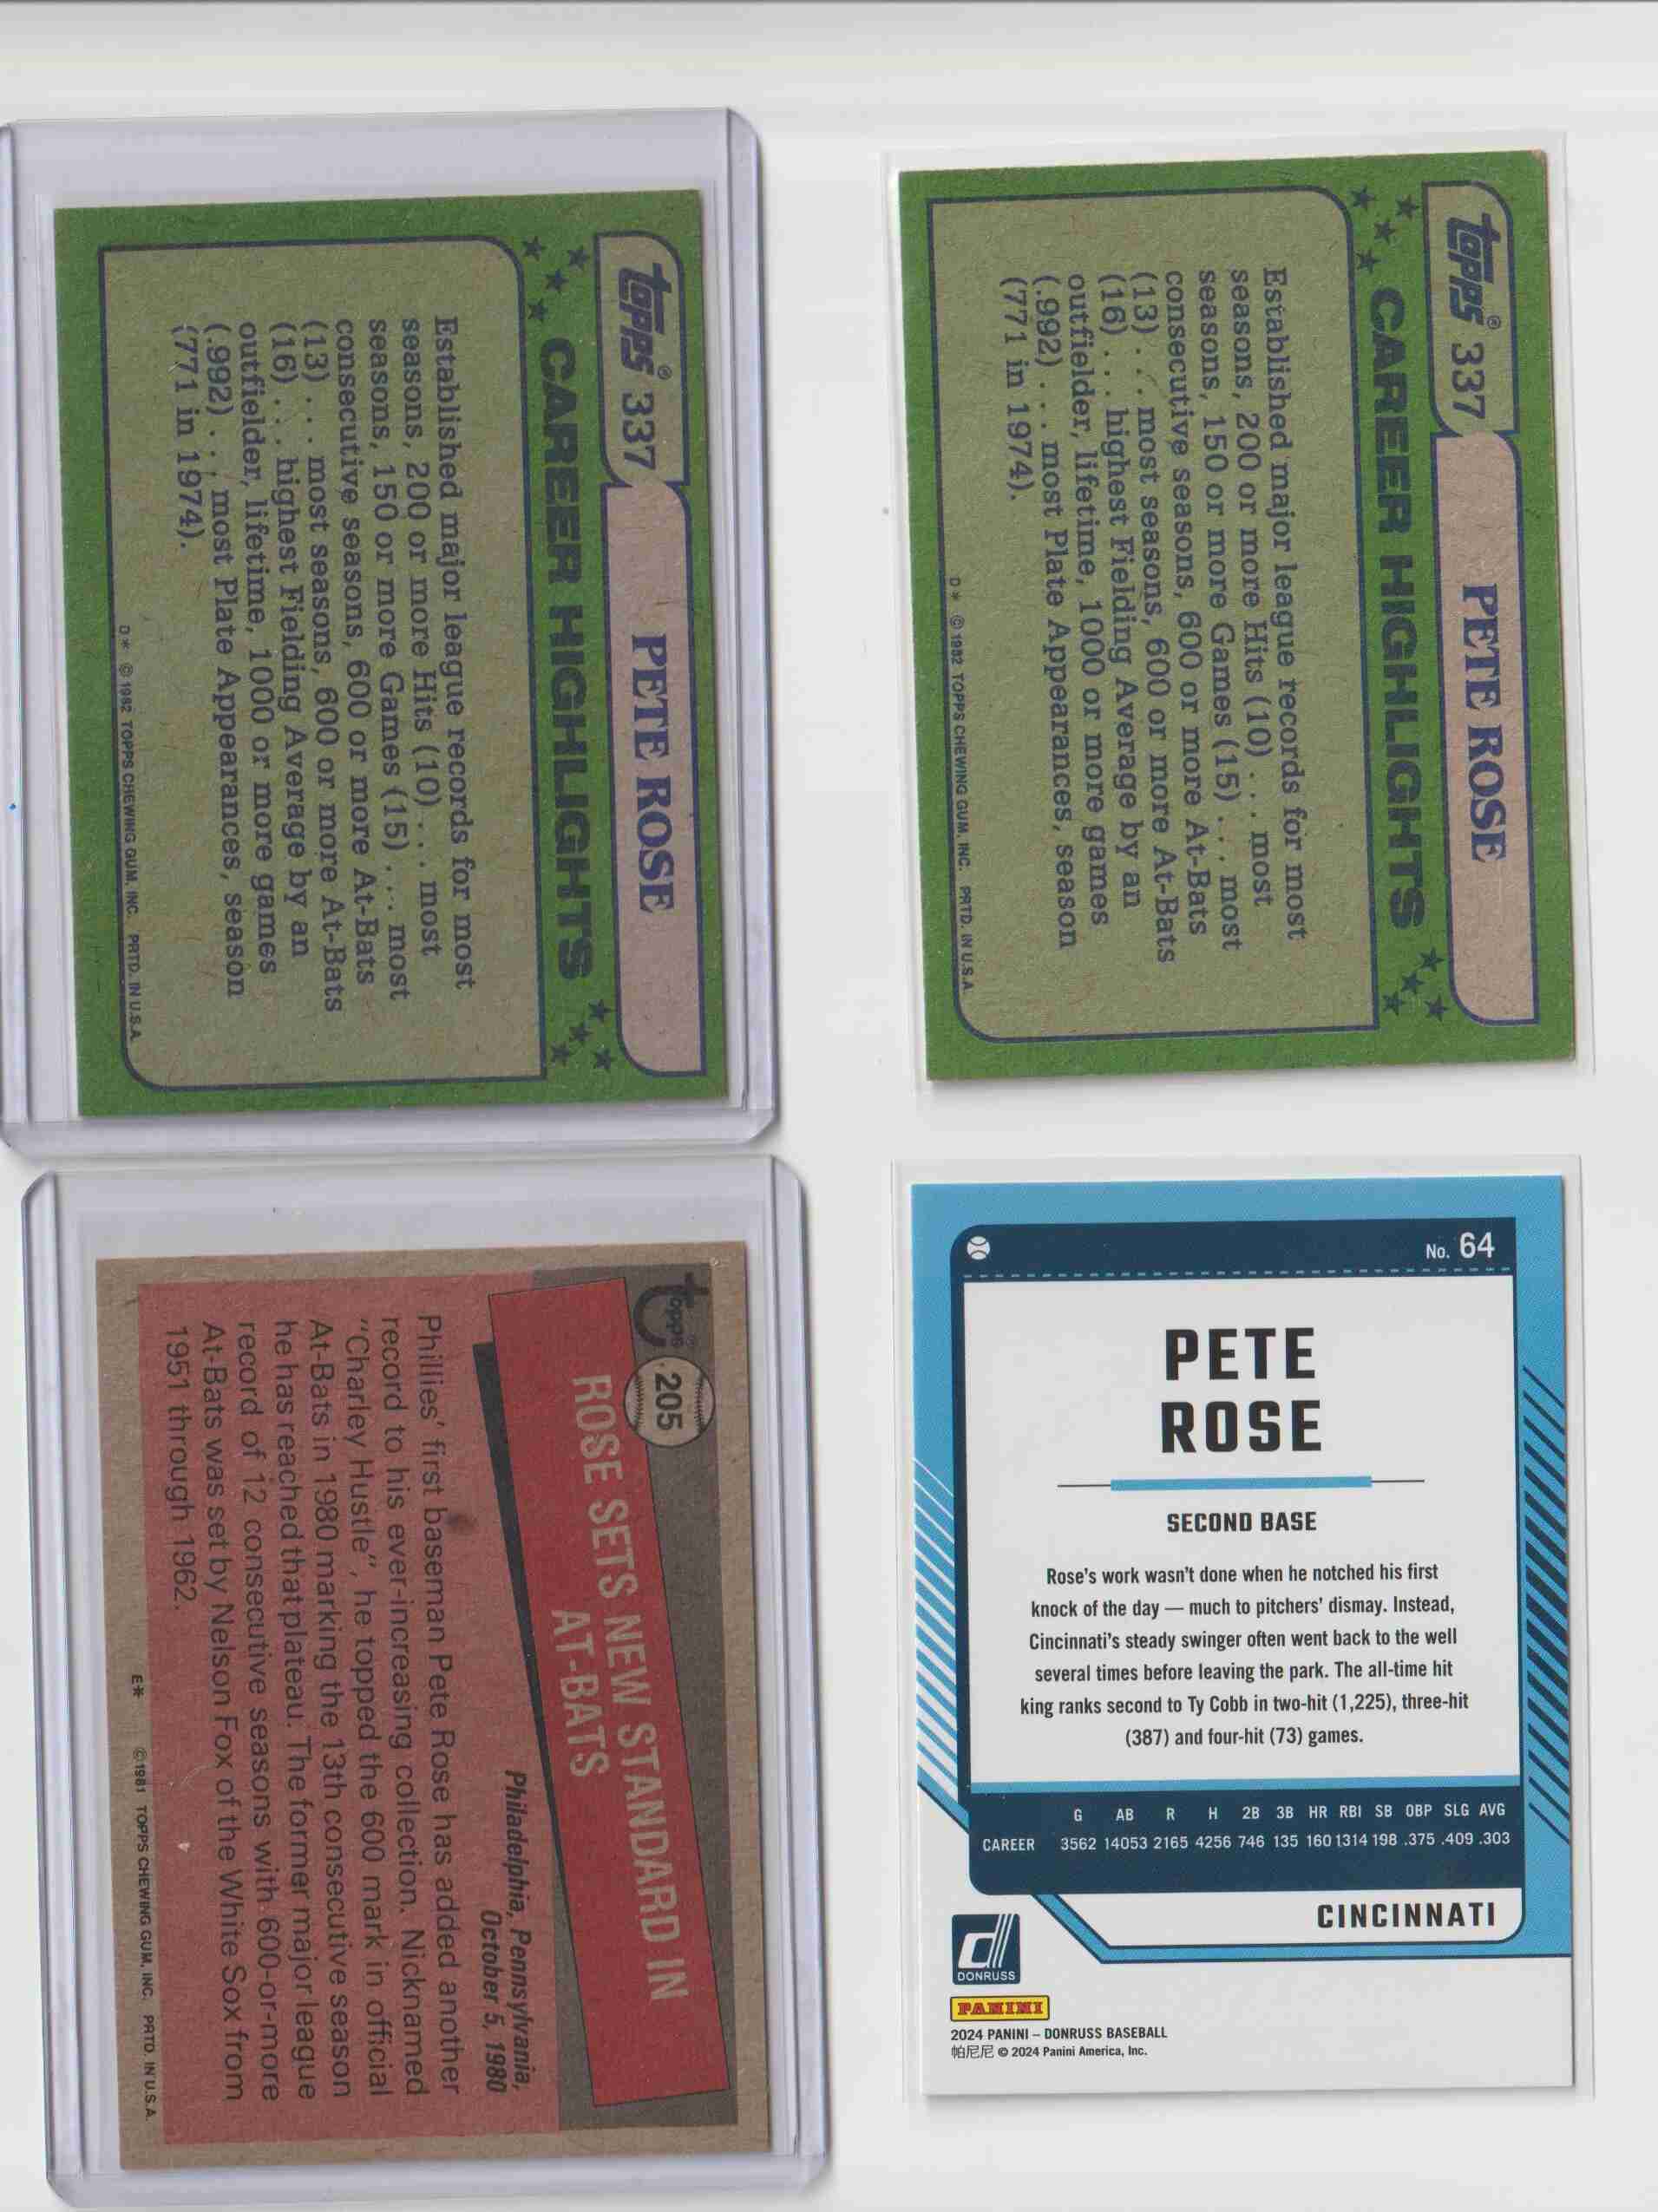 Topps® 337
PETE ROSE
CAREER HIGHLIGHTS
Established major league records for most
seasons, 200 or more Hits (10) . . . most
seasons, 150 or more Games (15) . . . most
consecutive seasons, 600 or more At-Bats
(13) . . . most seasons, 600 or more At-Bats
(16) . . . highest Fielding Average by an
outfielder, lifetime, 1000 or more games
(.992) . . . most Plate Appearances, season
(771 in 1974).
D* © 1982 TOPPS CHEWING GUM, INC. PRTD. IN U.S.A.
Topps® 337
PETE ROSE
CAREER HIGHLIGHTS
Established major league records for most
seasons, 200 or more Hits (10) . . . most
seasons, 150 or more Games (15) . . . most
consecutive seasons, 600 or more At-Bats
(13) . . . most seasons, 600 or more At-Bats
(16) . . . highest Fielding Average by an
outfielder, lifetime, 1000 or more games
(.992) . . . most Plate Appearances, season
(771 in 1974).
D* © 1982 TOPPS CHEWING GUM, INC. PRTD. IN U.S.A.
Topps
205
ROSE SETS NEW STANDARD IN
AT-BATS
Philadelphia, Pennsylvania,
October 5, 1980
Phillies' first baseman Pete Rose has added another
record to his ever-increasing collection. Nicknamed
"Charley Hustle", he topped the 600 mark in official
At-Bats in 1980 marking the 13th consecutive season
he has reached that plateau. The former major league
record of 12 consecutive seasons with 600-or-more
At-Bats was set by Nelson Fox of the White Sox from
1951 through 1962.
E* ©1981 TOPPS CHEWING GUM, INC. PRTD. IN U.S.A.
No. 64
PETE
ROSE
SECOND BASE
Rose's work wasn't done when he notched his first
knock of the day — much to pitchers' dismay. Instead,
Cincinnati's steady swinger often went back to the well
several times before leaving the park. The all-time hit
king ranks second to Ty Cobb in two-hit (1,225), three-hit
(387) and four-hit (73) games.
G AB R H 2B 3B HR RBI SB OBP SLG AVG
CAREER 3562 14053 2165 4256 746 135 160 1314 198 .375 .409 .303
CINCINNATI
d
DONRUSS
PANINI
2024 PANINI – DONRUSS BASEBALL
帕尼尼 © 2024 Panini America, Inc.